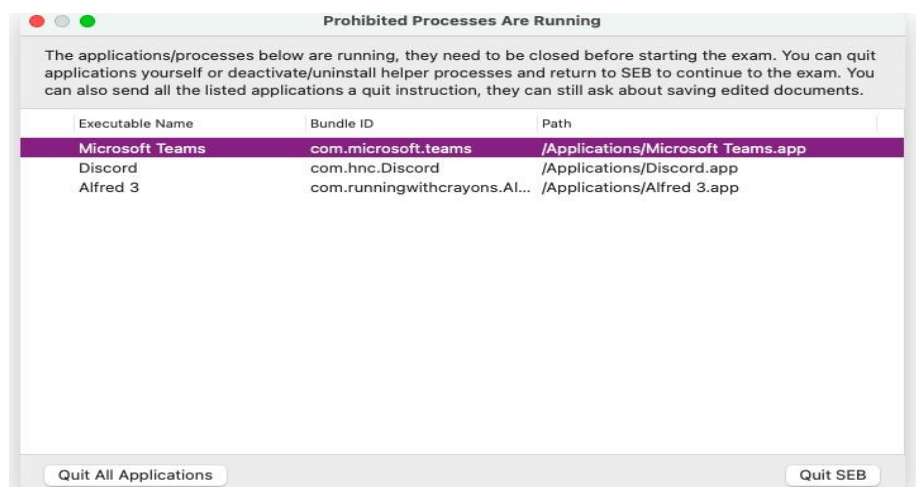 Prohibited Processes Are Running
The applications/processes below are running, they need to be closed before starting the exam. You can quit
applications yourself or deactivate/uninstall helper processes and return to SEB to continue to the exam. You
can also send all the listed applications a quit instruction, they can still ask about saving edited documents.
Executable Name Bundle ID Path
Microsoft Teams com.microsoft.teams /Applications/Microsoft Teams.app
Discord com.hnc.Discord /Applications/Discord.app
Alfred 3 com.runningwithcrayons.Al... /Applications/Alfred 3.app
Quit All Applications Quit SEB